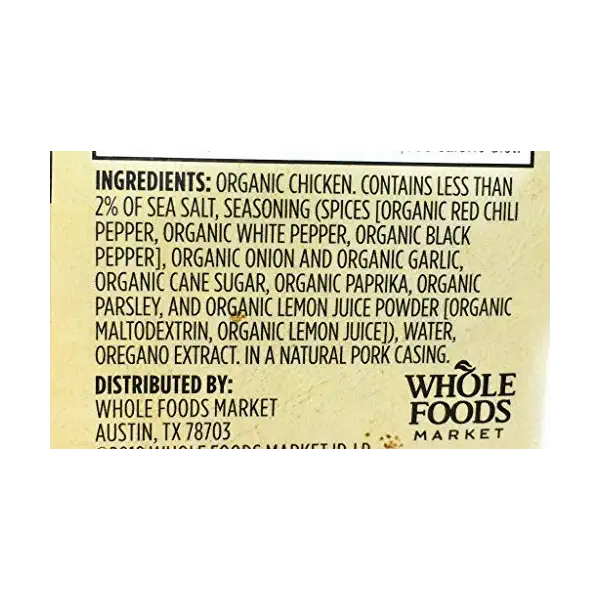 INGREDIENTS: ORGANIC CHICKEN. CONTAINS LESS THAN
2% OF SEA SALT, SEASONING (SPICES [ORGANIC RED CHILI
PEPPER, ORGANIC WHITE PEPPER, ORGANIC BLACK
PEPPER], ORGANIC ONION AND ORGANIC GARLIC,
ORGANIC CANE SUGAR, ORGANIC PAPRIKA, ORGANIC
PARSLEY, AND ORGANIC LEMON JUICE POWDER [ORGANIC
MALTODEXTRIN, ORGANIC LEMON JUICE]), WATER,
OREGANO EXTRACT. IN A NATURAL PORK CASING.
DISTRIBUTED BY:
WHOLE FOODS MARKET
AUSTIN, TX 78703
WHOLE FOODS MARKET
WHOLE
FOODS
MARKET